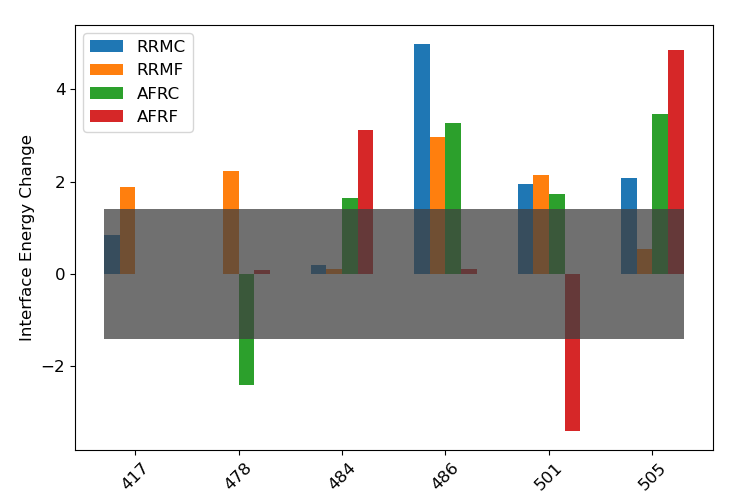 RRMC
RRMF
AFRC
AFRF
Interface Energy Change
4
2
0
−2
417
478
484
486
501
505